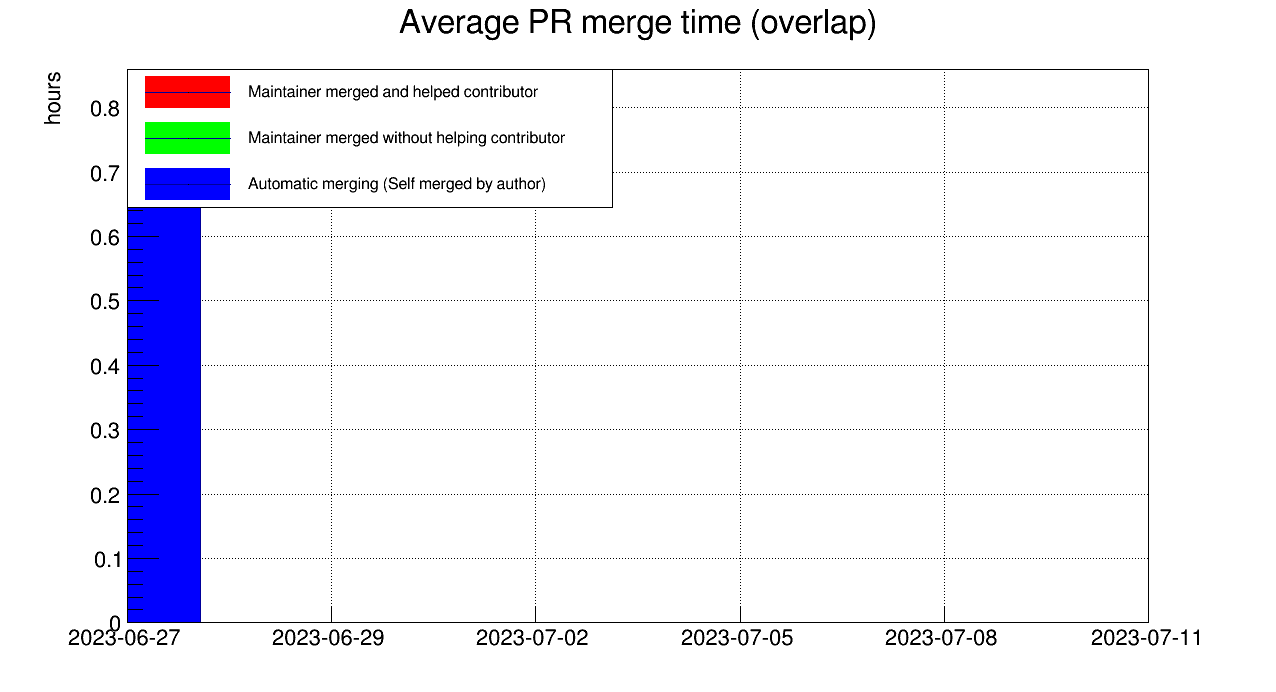 Average PR merge time (overlap)
hours
Maintainer merged and helped contributor
Maintainer merged without helping contributor
Automatic merging (Self merged by author)
0.8
0.7
0.6
0.5
0.4
0.3
0.2
0.1
0
2023-06-27 2023-06-29 2023-07-02 2023-07-05 2023-07-08 2023-07-11